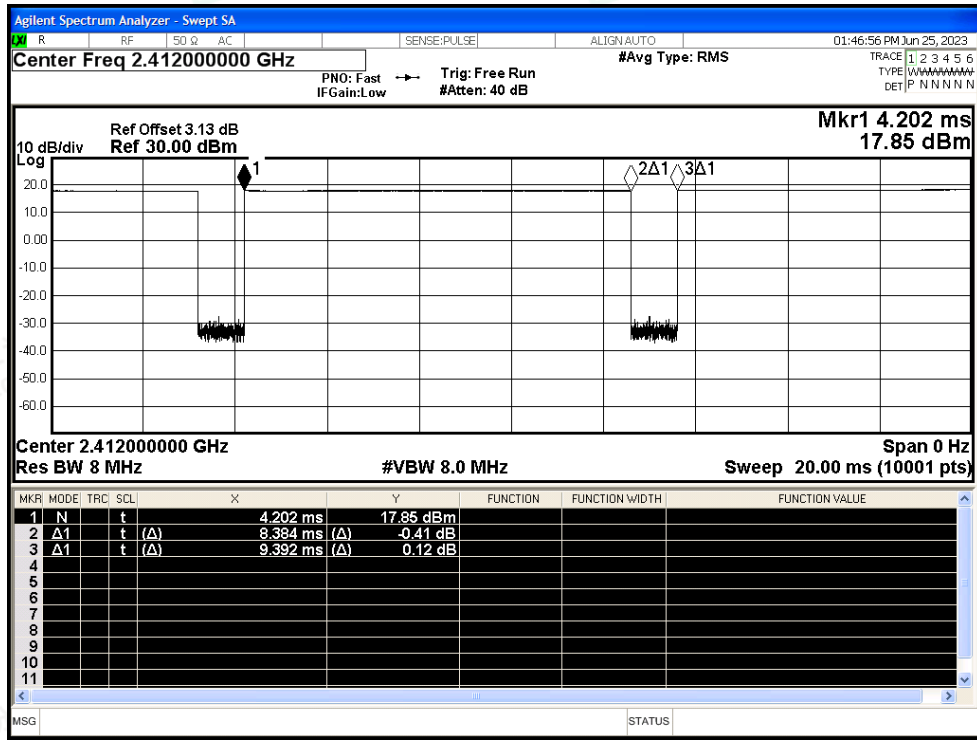 Agilent Spectrum Analyzer - Swept SA
LXI R RF 50 Ω AC SENSE:PULSE ALIGN AUTO 01:46:56 PM Jun 25, 2023
Center Freq 2.412000000 GHz #Avg Type: RMS TRACE 1 2 3 4 5 6
PNO: Fast Trig: Free Run TYPE WWWWWW
IFGain:Low #Atten: 40 dB DET P N N N N N
Mkr1 4.202 ms
Ref Offset 3.13 dB
10 dB/div Ref 30.00 dBm 17.85 dBm
Log
1 2Δ1 3Δ1
20.0
10.0
0.00
-10.0
-20.0
-30.0
-40.0
-50.0
-60.0
Center 2.412000000 GHz Span 0 Hz
Res BW 8 MHz #VBW 8.0 MHz Sweep 20.00 ms (10001 pts)
MKR MODE TRC SCL X Y FUNCTION FUNCTION WIDTH FUNCTION VALUE
1 N t 4.202 ms 17.85 dBm
2 Δ1 t (Δ) 8.384 ms (Δ) -0.41 dB
3 Δ1 t (Δ) 9.392 ms (Δ) 0.12 dB
4
5
6
7
8
9
10
11
MSG STATUS